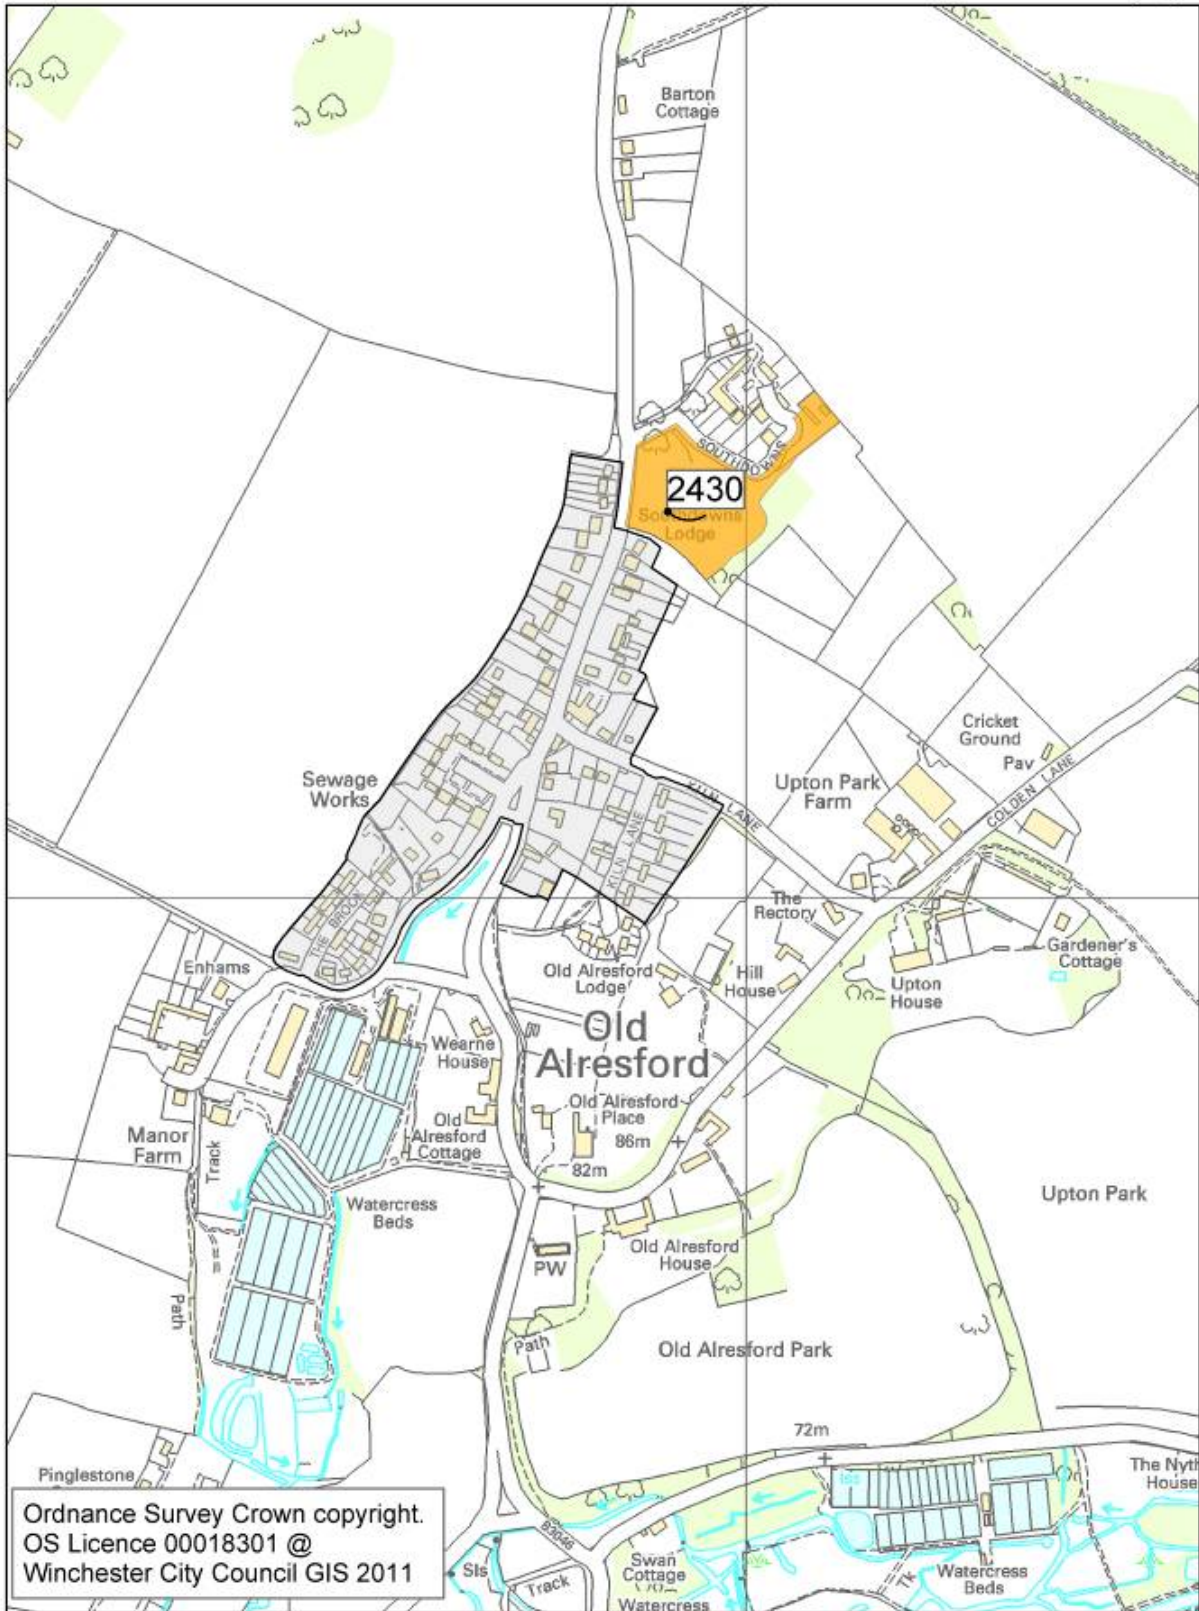 Barton
Cottage
SOUTHDOWNS
2430
Southdowns
Lodge
Cricket
Ground
Pav
Sewage
Works
Upton Park
Farm
COLDEN LANE
KILN LANE
KILN LANE
The
Rectory
THE BROOK
Enhams
Old Alresford
Lodge
Hill
House
Upton
House
Gardener's
Cottage
Old
Alresford
Wearne
House
Old Alresford
Place
86m
82m
Old
Alresford
Cottage
Manor
Farm
Track
Watercress
Beds
Upton Park
Old Alresford
House
PW
Path
Path
Old Alresford Park
72m
The Nyth
House
Pinglestone
Ordnance Survey Crown copyright.
OS Licence 00018301 @
Winchester City Council GIS 2011
B3046
Sls
Track
Swan
Cottage
Watercress
Tk
Watercress
Beds